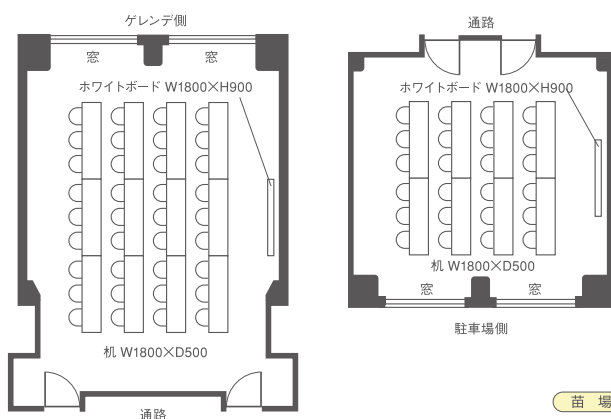 ゲレンデ側
窓
窓
ホワイトボード W1800×H900
机 W1800×D500
通路
通路
ホワイトボード W1800×H900
机 W1800×D500
窓
窓
駐車場側
苗 場